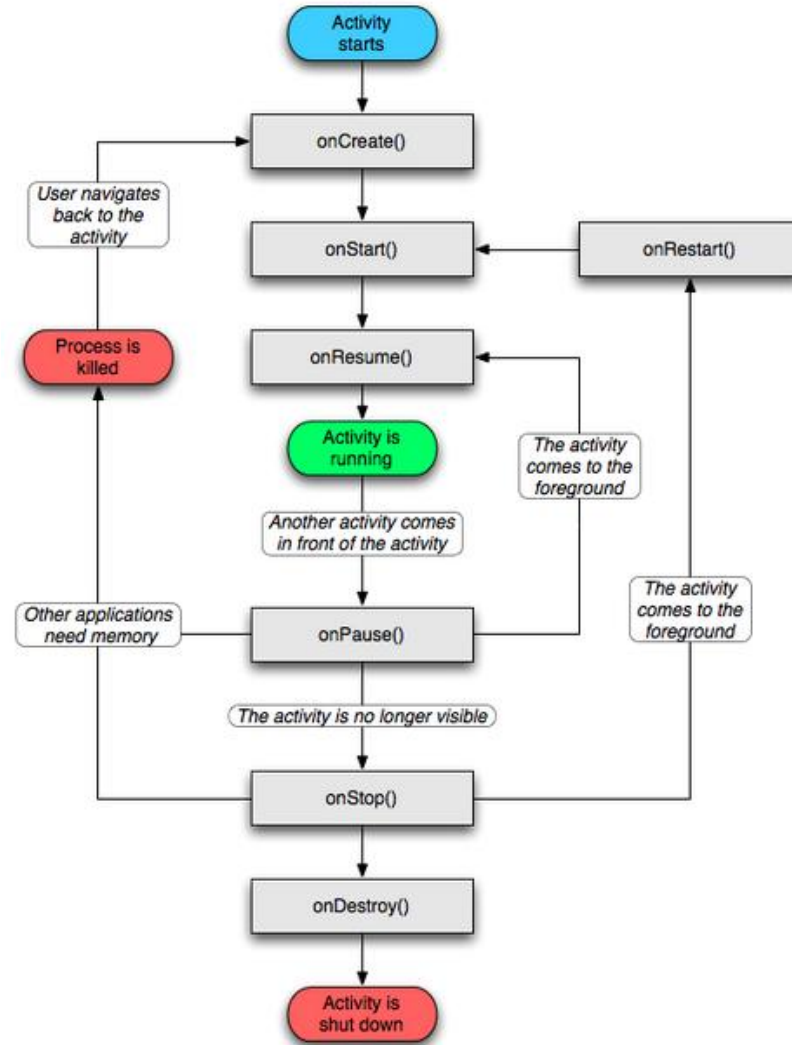 Activity
starts
onCreate()
User navigates
back to the
activity
onStart()
onRestart()
Process is
killed
onResume()
Activity is
running
The activity
comes to the
foreground
Another activity comes
in front of the activity
Other applications
need memory
onPause()
The activity
comes to the
foreground
The activity is no longer visible
onStop()
onDestroy()
Activity is
shut down